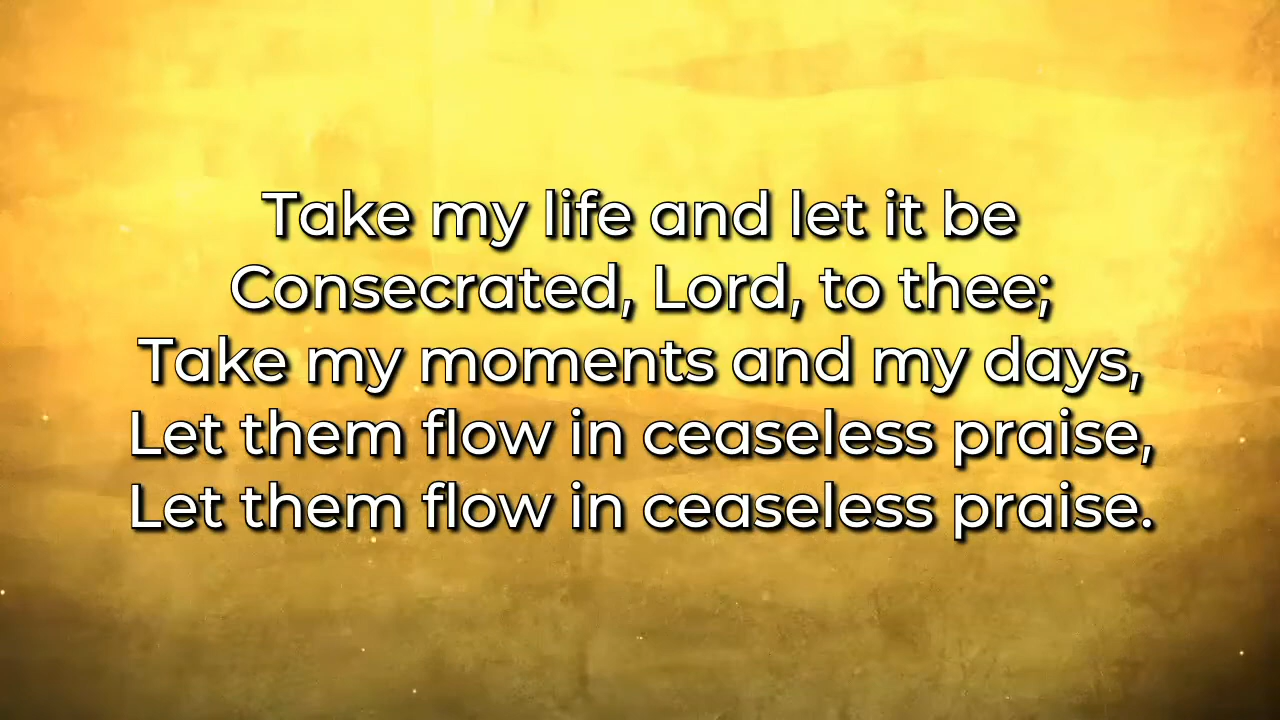 Take my life and let it be
Consecrated, Lord, to thee;
Take my moments and my days,
Let them flow in ceaseless praise,
Let them flow in ceaseless praise.